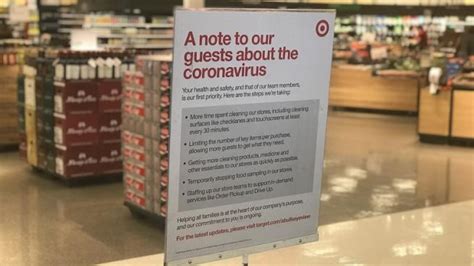 A note to our
guests about the
coronavirus
Your health and safety, and that of our team members,
is our first priority. Here are the steps we're taking:
• More time spent cleaning our stores, including cleaning
surfaces like checklanes and touchscreens at least
every 30 minutes.
• Limiting the number of key items per purchase,
allowing more guests to get what they need.
• Getting more cleaning products, medicine and
other essentials to our stores as quickly as possible.
• Temporarily stopping food sampling in our stores.
• Staffing up our store teams to support in-demand
services like Order Pickup and Drive Up.
Helping all families is at the heart of our company's purpose,
and our commitment to you is ongoing.
For the latest updates, please visit target.com/abullseyeview